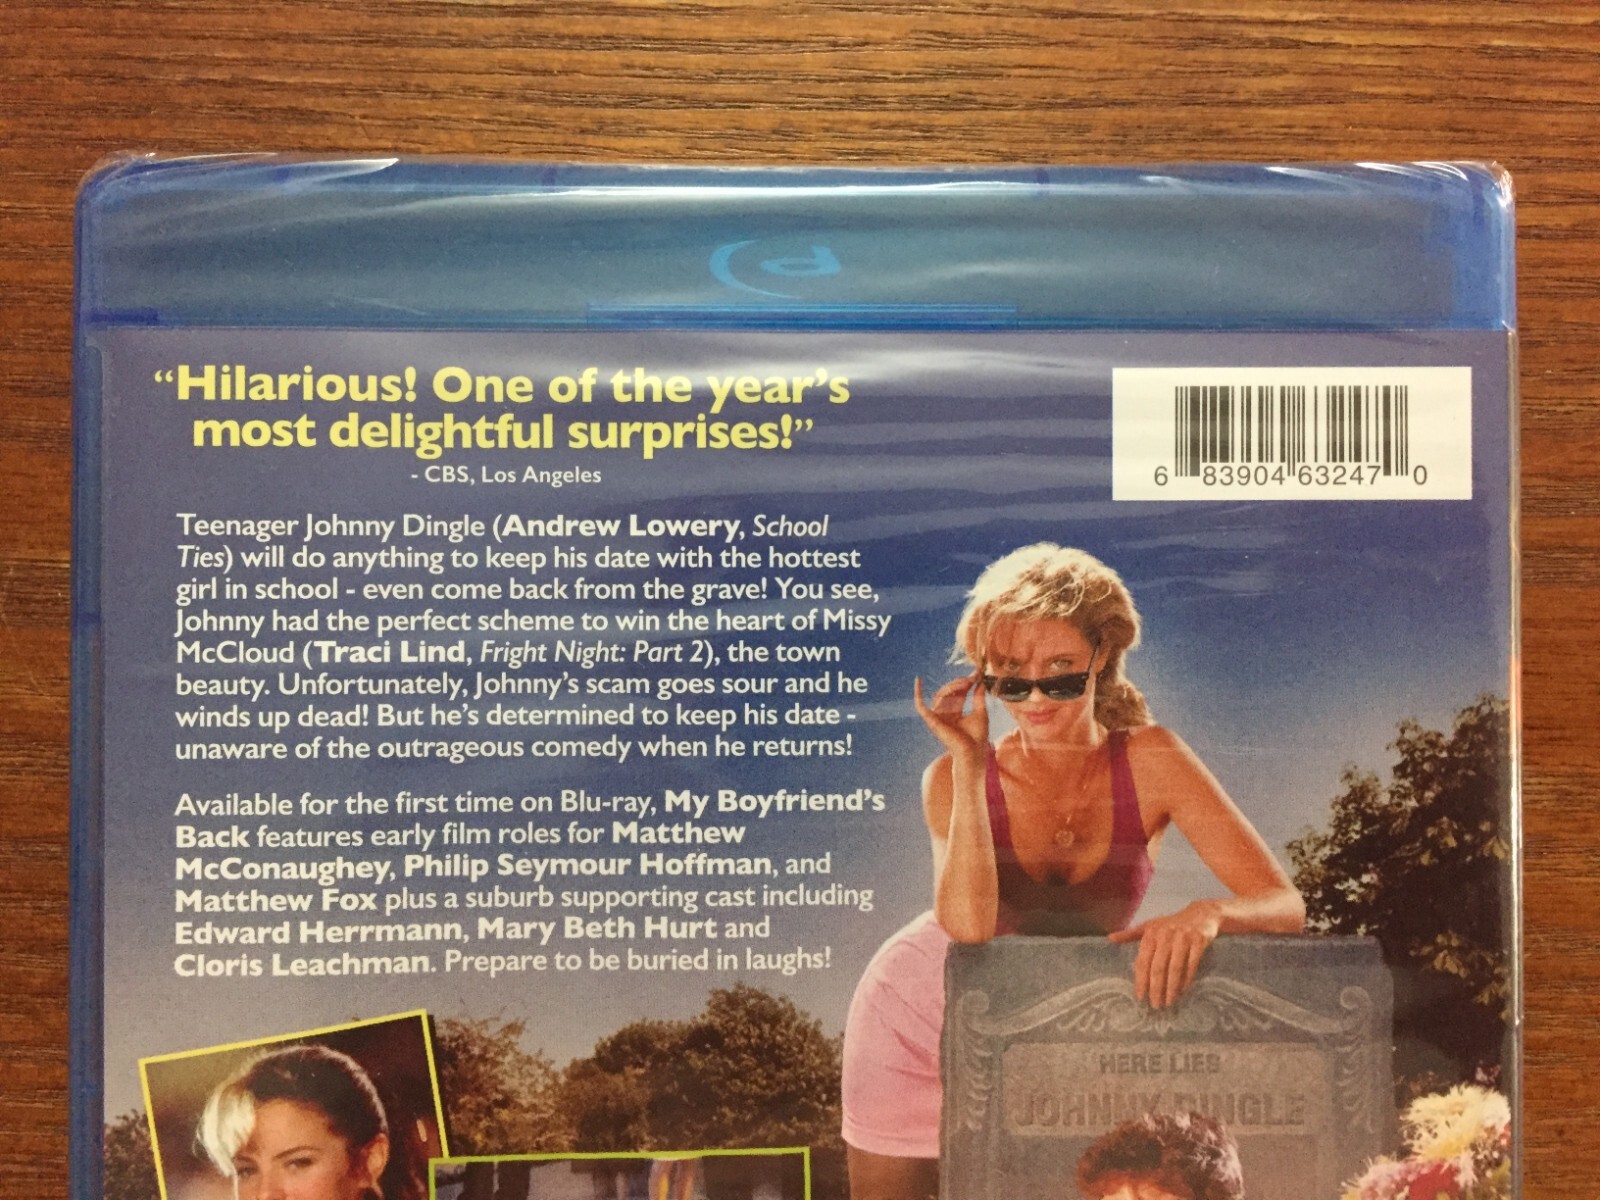 “Hilarious! One of the year’s
most delightful surprises!”
- CBS, Los Angeles
6 83904 63247 0
Teenager Johnny Dingle (Andrew Lowery, School
Ties) will do anything to keep his date with the hottest
girl in school - even come back from the grave! You see,
Johnny had the perfect scheme to win the heart of Missy
McCloud (Traci Lind, Fright Night: Part 2), the town
beauty. Unfortunately, Johnny’s scam goes sour and he
winds up dead! But he’s determined to keep his date -
unaware of the outrageous comedy when he returns!
Available for the first time on Blu-ray, My Boyfriend’s
Back features early film roles for Matthew
McConaughey, Philip Seymour Hoffman, and
Matthew Fox plus a suburb supporting cast including
Edward Herrmann, Mary Beth Hurt and
Cloris Leachman. Prepare to be buried in laughs!
HERE LIES
JOHNNY DINGLE